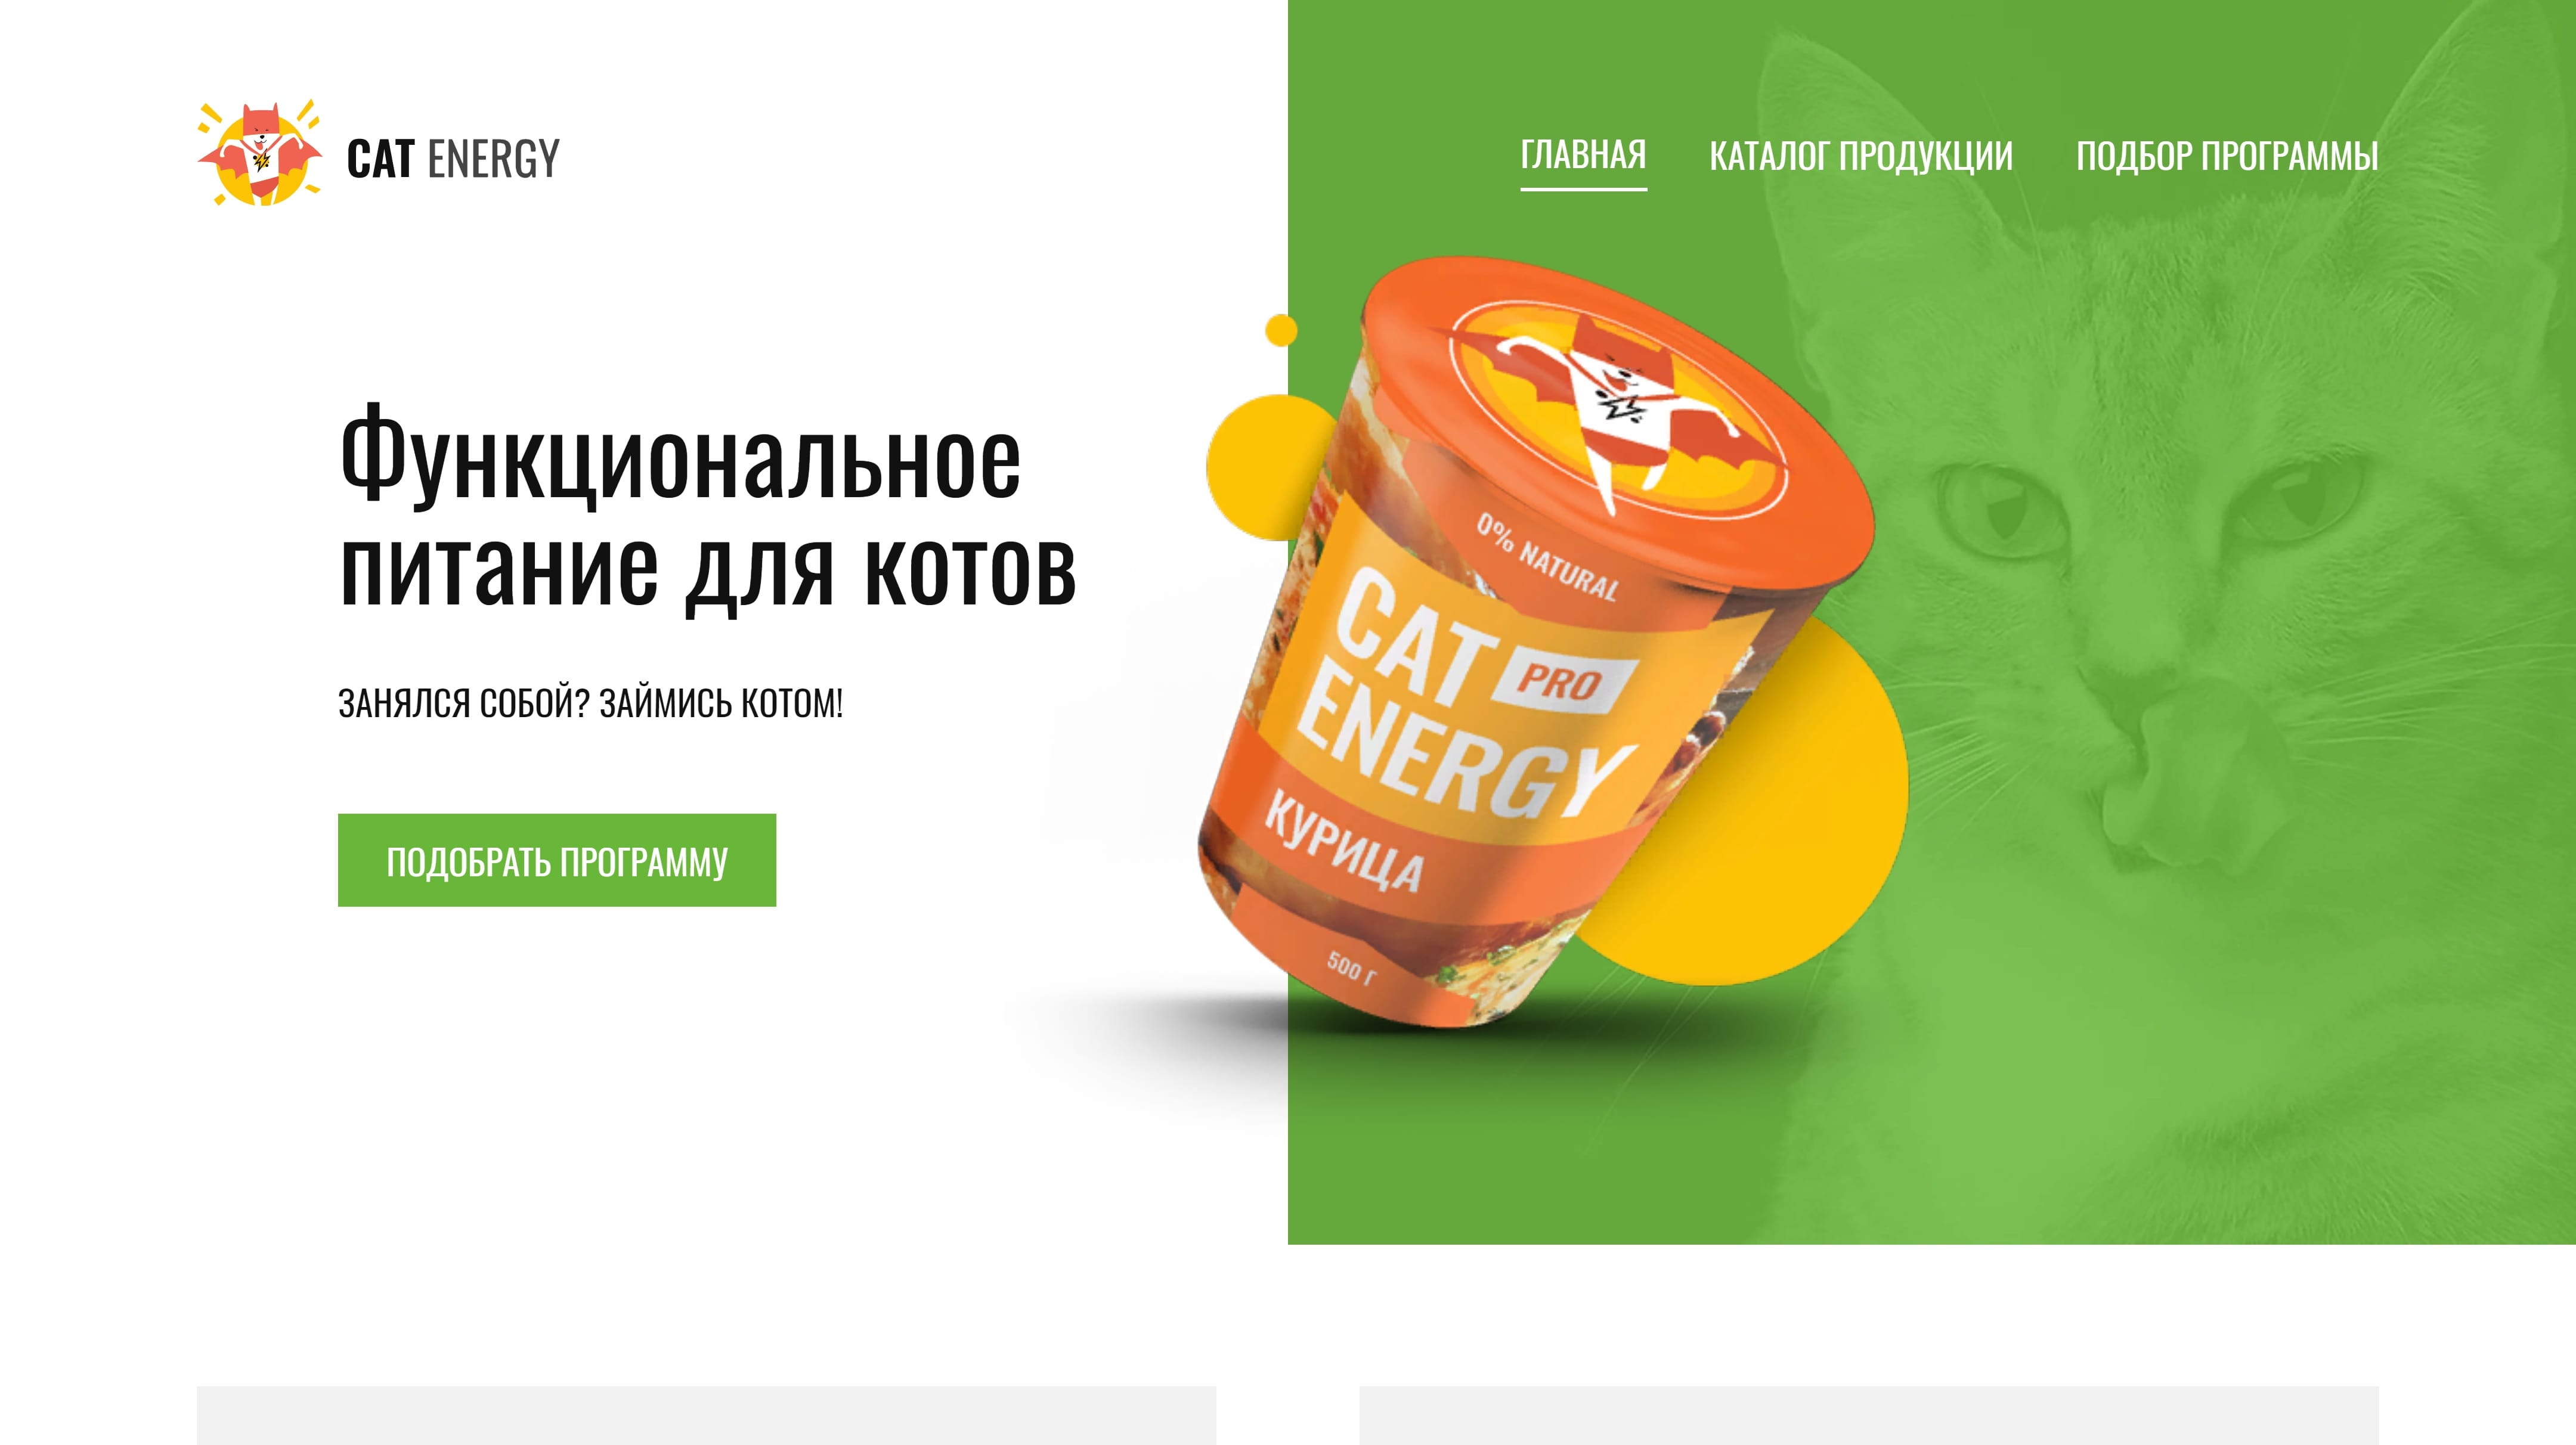 CAT ENERGY
ГЛАВНАЯ
КАТАЛОГ ПРОДУКЦИИ
ПОДБОР ПРОГРАММЫ
Функциональное
питание для котов
ЗАНЯЛСЯ СОБОЙ? ЗАЙМИСЬ КОТОМ!
ПОДОБРАТЬ ПРОГРАММУ
0% NATURAL
CAT PRO
ENERGY
КУРИЦА
500 Г